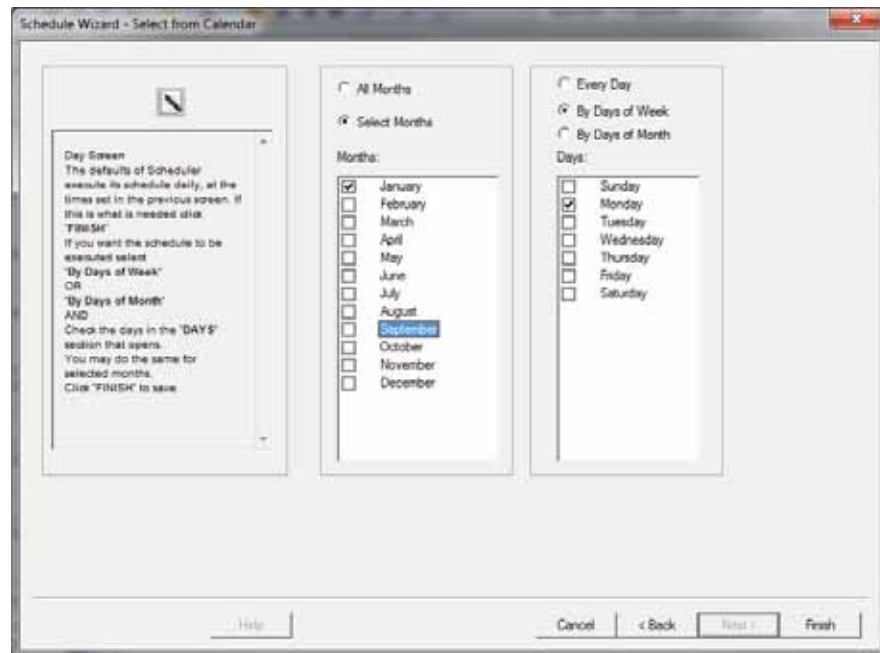 Schedule Wizard - Select from Calendar
Day Screen
The defaults of Scheduler
execute its schedule daily, at the
times set in the previous screen. If
this is what is needed click
"FINISH"
If you want the schedule to be
executed select
"By Days of Week"
OR
"By Days of Month"
AND
Check the days in the "DAYS"
section that opens.
You may do the same for
selected months.
Click "FINISH" to save
All Months
Select Months
Months:
January
February
March
April
May
June
July
August
September
October
November
December
Every Day
By Days of Week
By Days of Month
Days:
Sunday
Monday
Tuesday
Wednesday
Thursday
Friday
Saturday
Help
Cancel
< Back
Next >
Finish